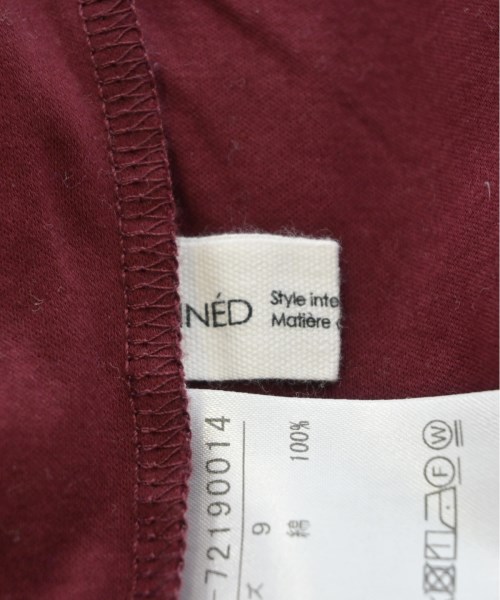 NÉD
Style inte
Matière
-72190014
ズ 9
綿 100%
F W